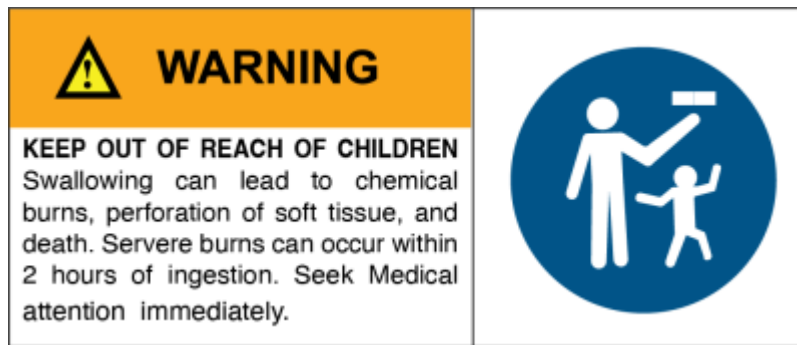 WARNING
KEEP OUT OF REACH OF CHILDREN
Swallowing can lead to chemical
burns, perforation of soft tissue, and
death. Servere burns can occur within
2 hours of ingestion. Seek Medical
attention immediately.